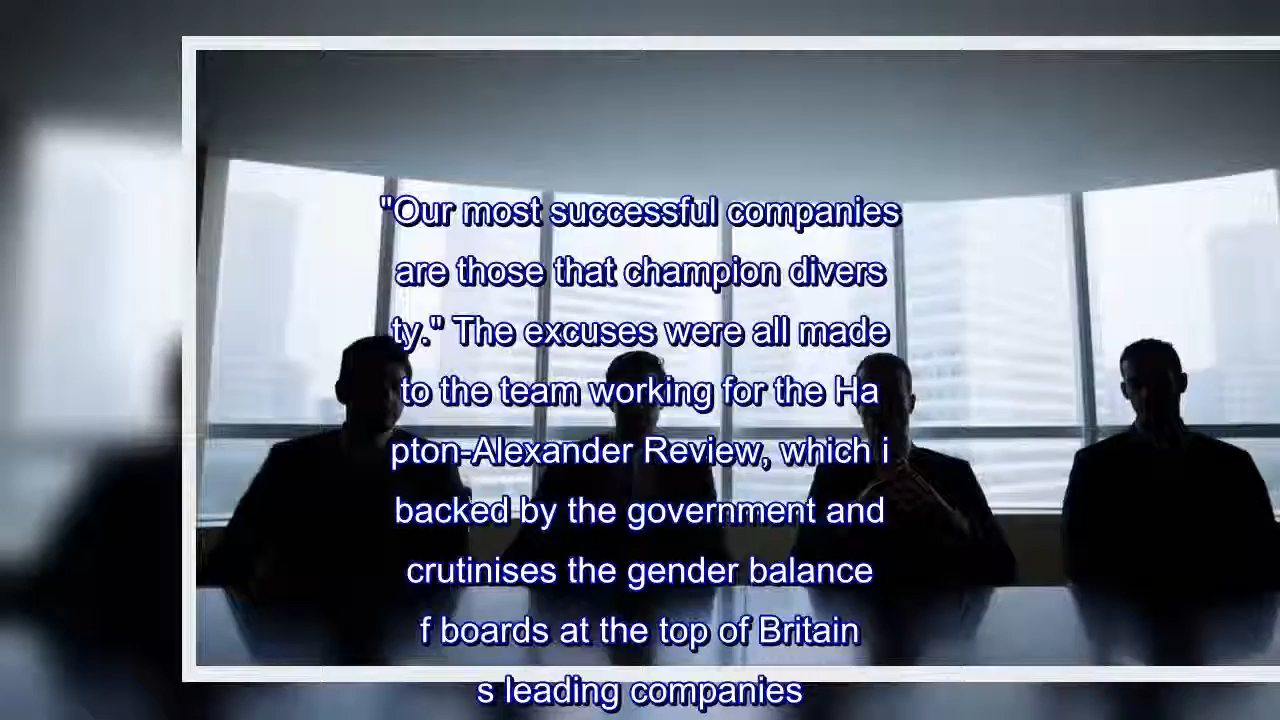 "Our most successful companies
are those that champion divers
ty." The excuses were all made
to the team working for the Ha
pton-Alexander Review, which i
backed by the government and
crutinises the gender balance
f boards at the top of Britain
s leading companies